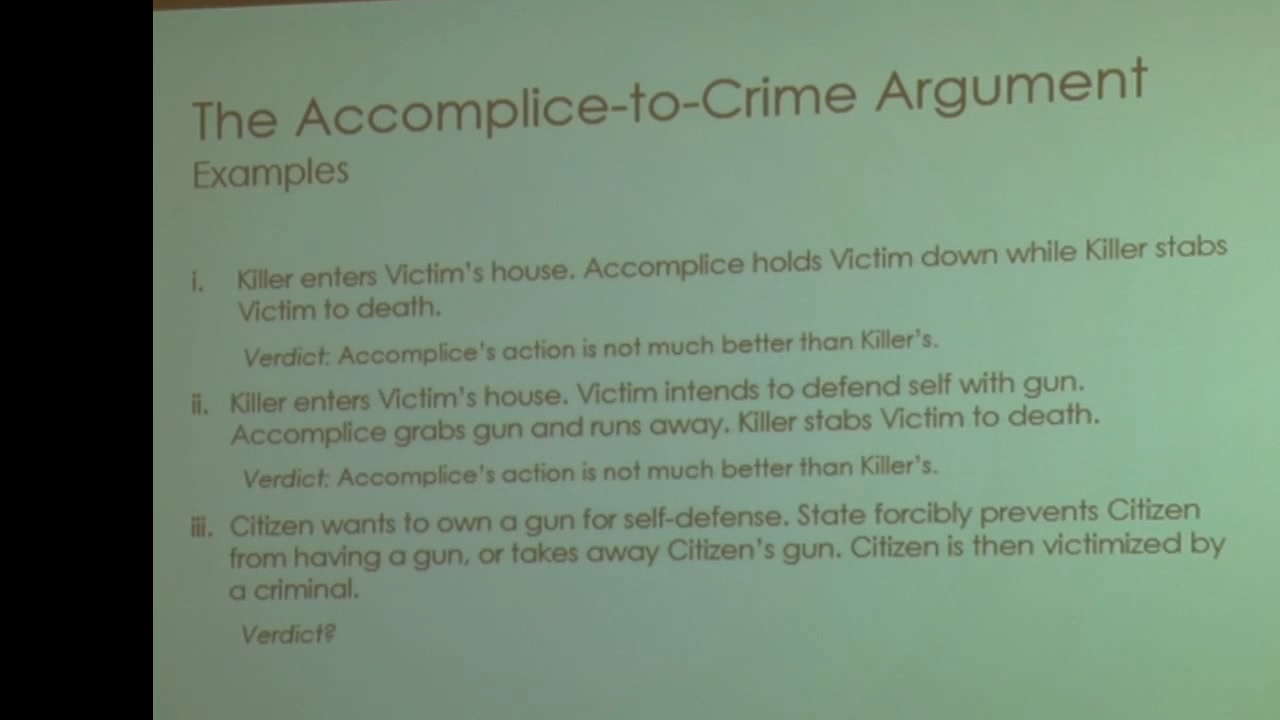 The Accomplice-to-Crime Argument
Examples
i. Killer enters Victim's house. Accomplice holds Victim down while Killer stabs
Victim to death.
Verdict: Accomplice's action is not much better than Killer's.
ii. Killer enters Victim's house. Victim intends to defend self with gun.
Accomplice grabs gun and runs away. Killer stabs Victim to death.
Verdict: Accomplice's action is not much better than Killer's.
iii. Citizen wants to own a gun for self-defense. State forcibly prevents Citizen
from having a gun, or takes away Citizen's gun. Citizen is then victimized by
a criminal.
Verdict?